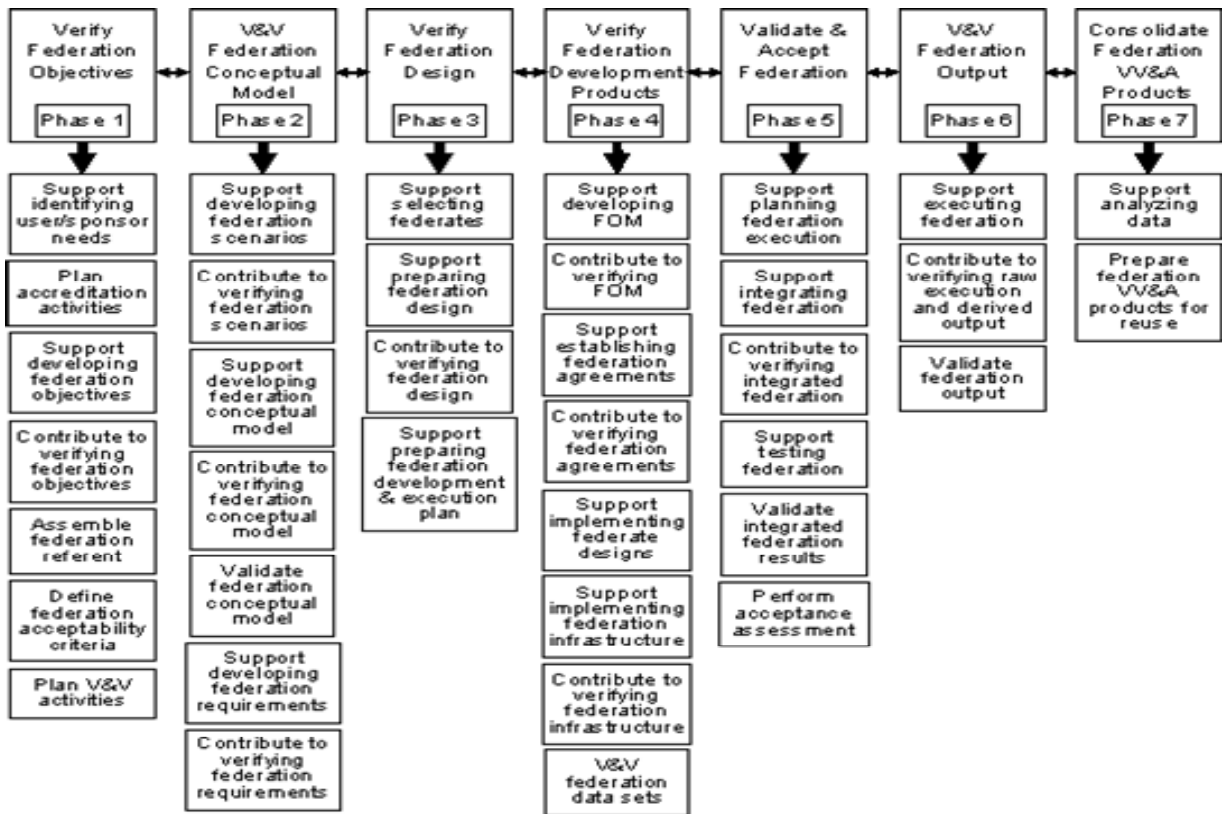 Verify
Federation
Objectives
Phase 1
V&V
Federation
Conceptual
Model
Phase 2
Verify
Federation
Design
Phase 3
Verify
Federation
Development
Products
Phase 4
Validate &
Accept
Federation
Phase 5
V&V
Federation
Output
Phase 6
Consolidate
Federation
VV&A
Products
Phase 7
Support
identifying
user/sponsor
needs
Plan
accreditation
activities
Support
developing
federation
objectives
Contribute to
verifying
federation
objectives
Assemble
federation
referent
Define
federation
acceptability
criteria
Plan V&V
activities
Support
developing
federation
scenarios
Contribute to
verifying
federation
scenarios
Support
developing
federation
conceptual
model
Contribute to
verifying
federation
conceptual
model
Validate
federation
conceptual
model
Support
developing
federation
requirements
Contribute to
verifying
federation
requirements
Support
selecting
federates
Support
preparing
federation
design
Contribute to
verifying
federation
design
Support
preparing
federation
development
& execution
plan
Support
developing
FOM
Contribute to
verifying
FOM
Support
establishing
federation
agreements
Contribute to
verifying
federation
agreements
Support
implementing
federate
designs
Support
implementing
federation
infrastructure
Contribute to
verifying
federation
infrastructure
V&V
federation
data sets
Support
planning
federation
execution
Support
integrating
federation
Contribute to
verifying
integrated
federation
Support
testing
federation
Validate
integrated
federation
results
Perform
acceptance
assessment
Support
executing
federation
Contribute to
verifying raw
execution
and derived
output
Validate
federation
output
Support
analyzing
data
Prepare
federation
VV&A
products for
reuse